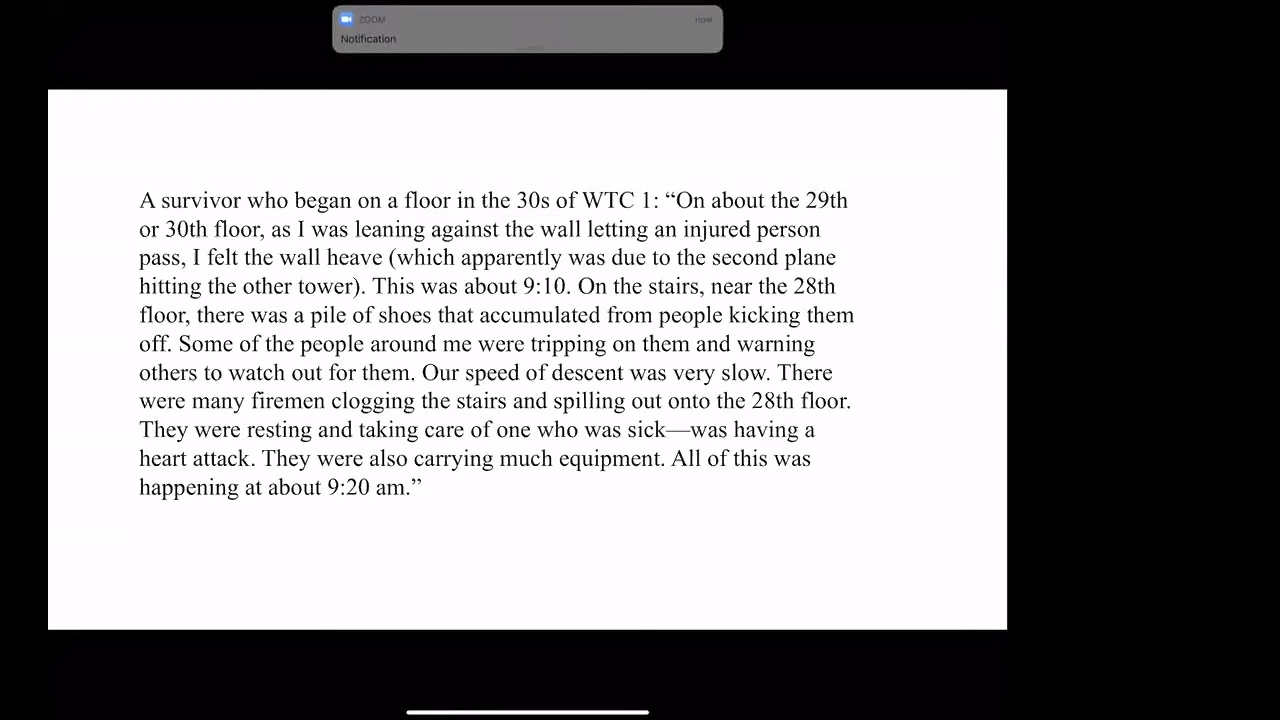 ZOOM
now
Notification
A survivor who began on a floor in the 30s of WTC 1: “On about the 29th
or 30th floor, as I was leaning against the wall letting an injured person
pass, I felt the wall heave (which apparently was due to the second plane
hitting the other tower). This was about 9:10. On the stairs, near the 28th
floor, there was a pile of shoes that accumulated from people kicking them
off. Some of the people around me were tripping on them and warning
others to watch out for them. Our speed of descent was very slow. There
were many firemen clogging the stairs and spilling out onto the 28th floor.
They were resting and taking care of one who was sick—was having a
heart attack. They were also carrying much equipment. All of this was
happening at about 9:20 am.”